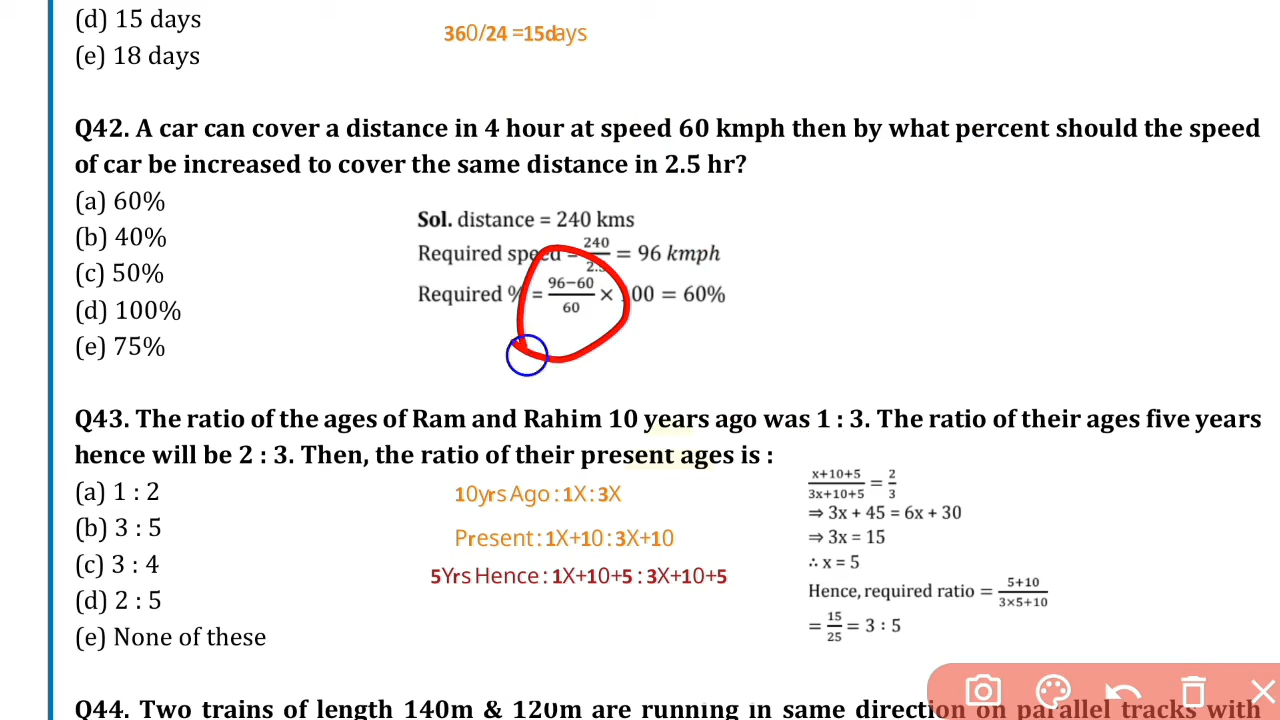 (d) 15 days
360/24 =15days
(e) 18 days
Q42. A car can cover a distance in 4 hour at speed 60 kmph then by what percent should the speed
of car be increased to cover the same distance in 2.5 hr?
(a) 60%
(b) 40%
(c) 50%
(d) 100%
(e) 75%
Sol. distance = 240 kms
Required = 240/ = 96 kmph
Required % = 96−60/60 × 00 = 60%
Q43. The ratio of the ages of Ram and Rahim 10 years ago was 1 : 3. The ratio of their ages five years
hence will be 2 : 3. Then, the ratio of their present ages is :
(a) 1 : 2
(b) 3 : 5
(c) 3 : 4
(d) 2 : 5
(e) None of these
10yrs Ago : 1X : 3X
Present : 1X+10 : 3X+10
5Yrs Hence : 1X+10+5 : 3X+10+5
x+10+5/3x+10+5 = 2/3
⇒ 3x + 45 = 6x + 30
⇒ 3x = 15
∴ x = 5
Hence, required ratio = 5+10/3×5+10
= 15/25 = 3 : 5
Q44. Two trains of length 140m & 120m are running in same direction on parallel tracks with